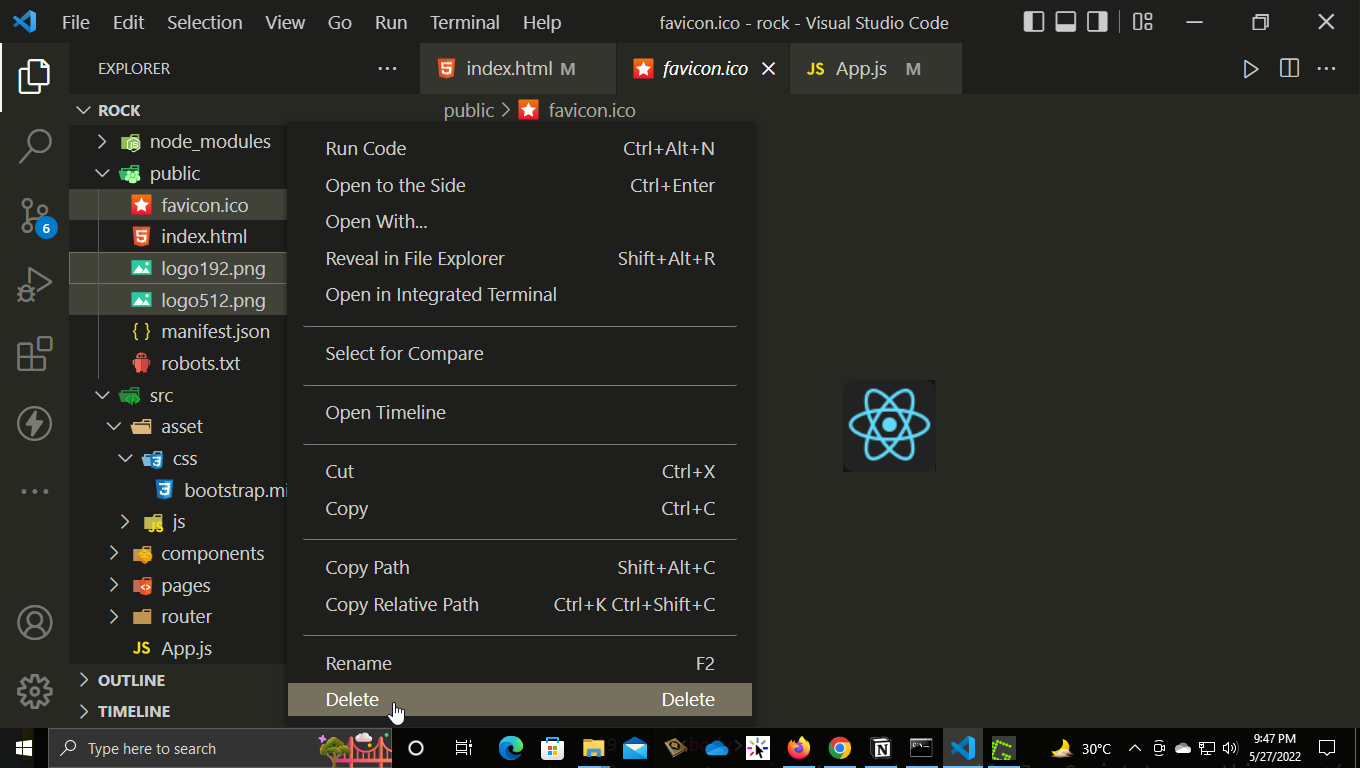 File Edit Selection View Go Run Terminal Help favicon.ico - rock - Visual Studio Code
EXPLORER
index.html M
favicon.ico
JS App.js M
ROCK
public > favicon.ico
node_modules
public
favicon.ico
index.html
logo192.png
logo512.png
manifest.json
robots.txt
src
asset
css
bootstrap.mi
js
components
pages
router
JS App.js
OUTLINE
TIMELINE
6
Run Code Ctrl+Alt+N
Open to the Side Ctrl+Enter
Open With...
Reveal in File Explorer Shift+Alt+R
Open in Integrated Terminal
Select for Compare
Open Timeline
Cut Ctrl+X
Copy Ctrl+C
Copy Path Shift+Alt+C
Copy Relative Path Ctrl+K Ctrl+Shift+C
Rename F2
Delete Delete
Type here to search
30°C
9:47 PM
5/27/2022